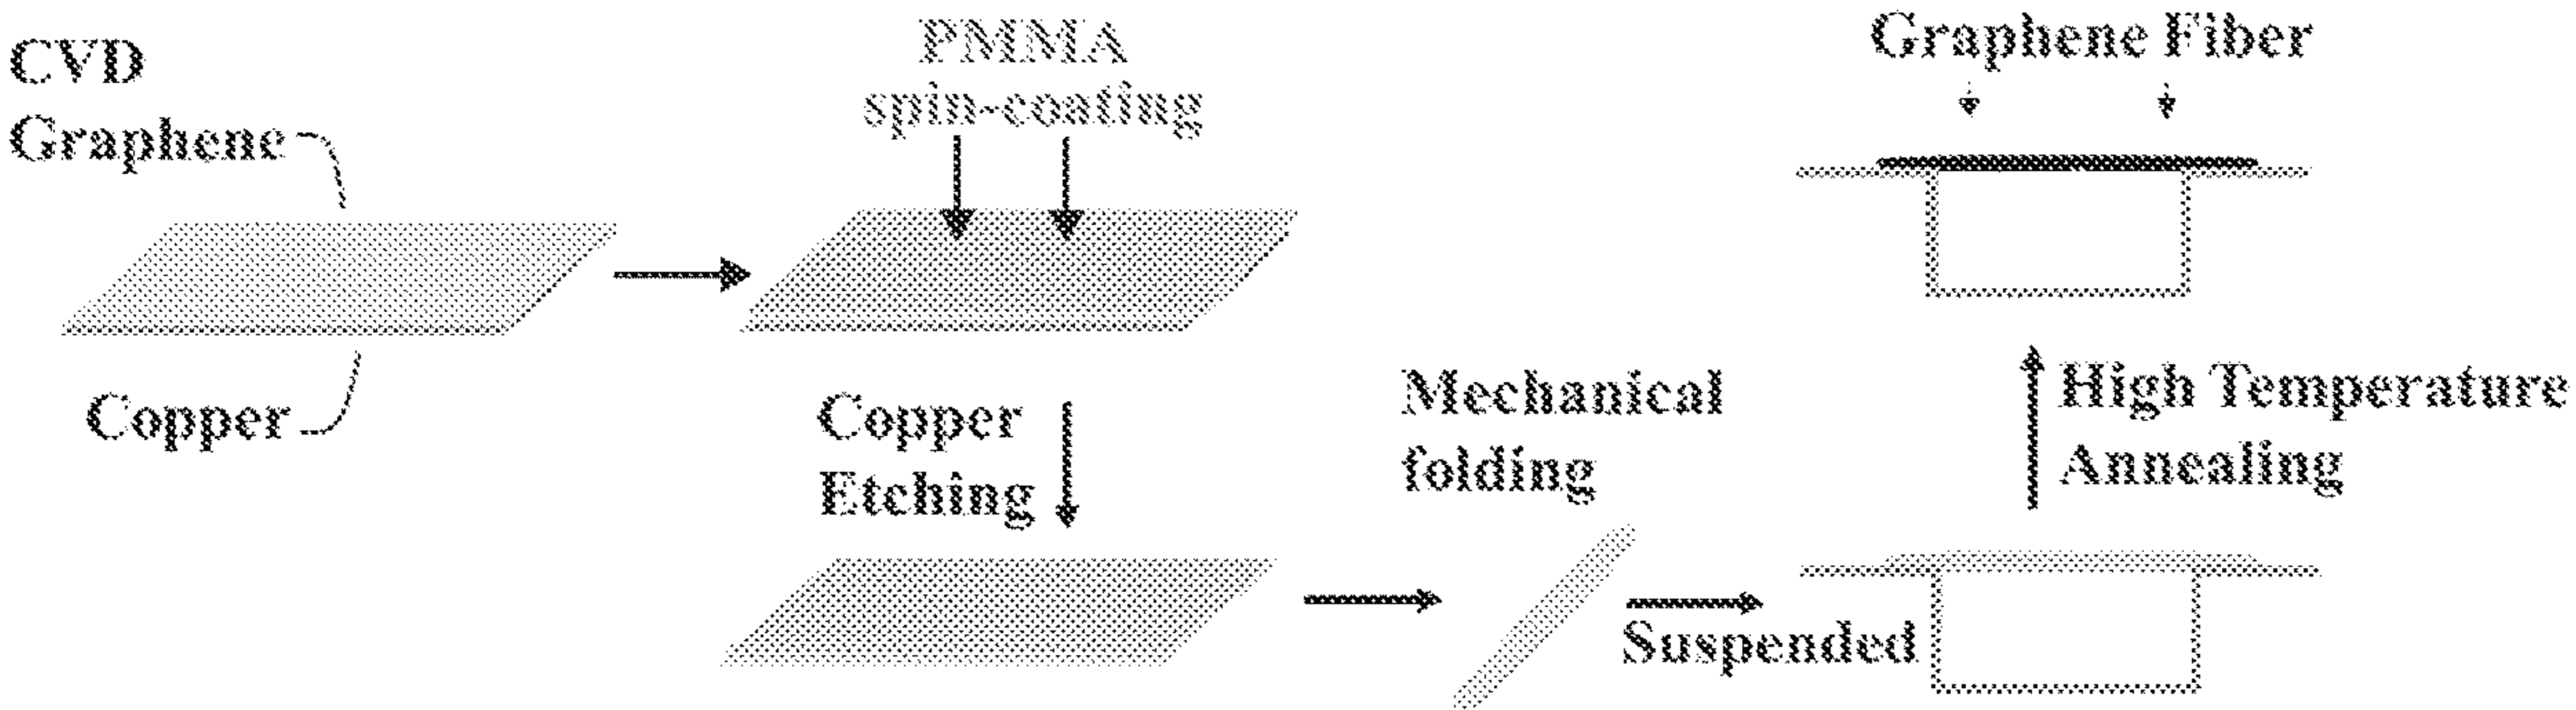 CVD
Graphene
Copper
PMMA
spin-coating
Copper
Etching
Mechanical
folding
Suspended
High Temperature
Annealing
Graphene Fiber